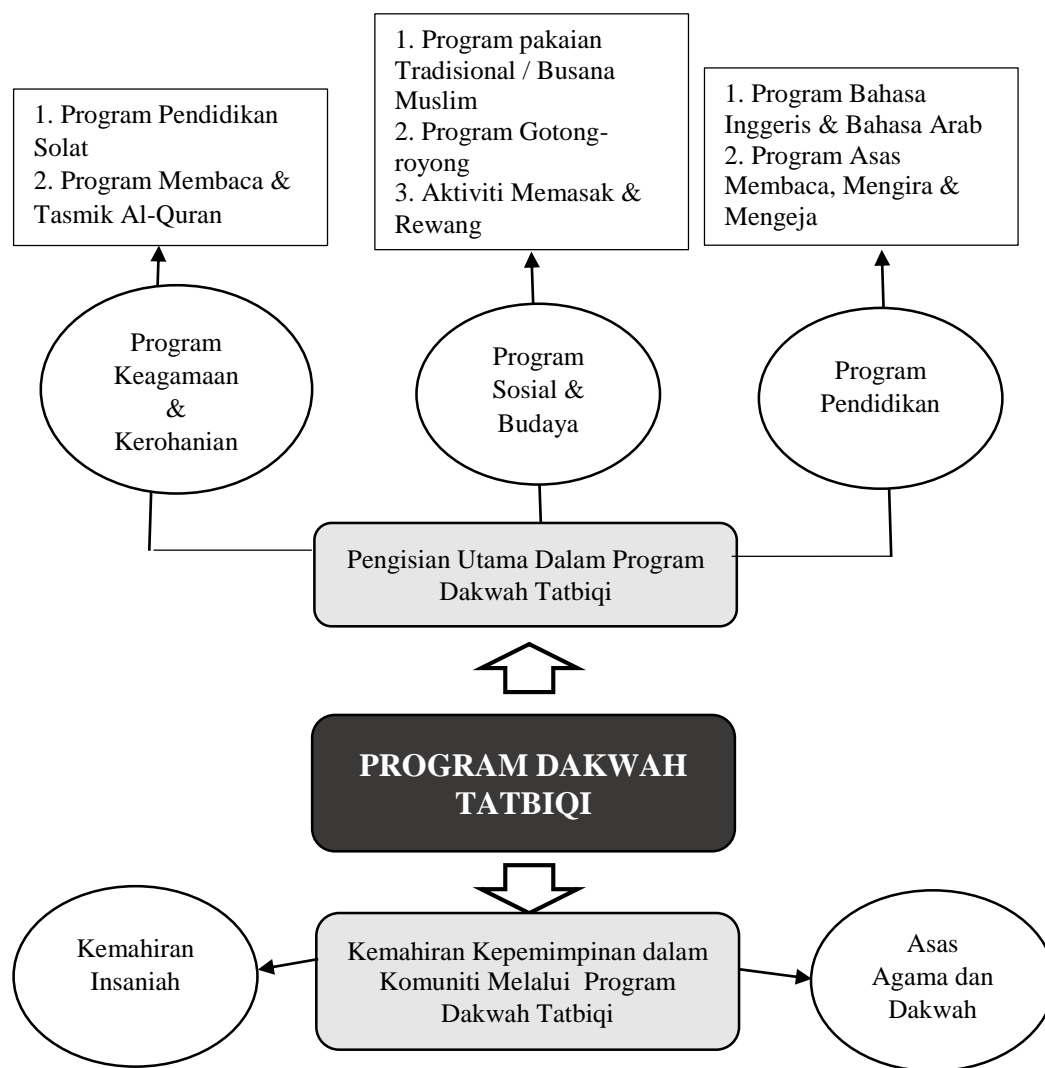 1. Program Pendidikan
Solat
2. Program Membaca &
Tasmik Al-Quran
1. Program pakaian
Tradisional / Busana
Muslim
2. Program Gotong-
royong
3. Aktiviti Memasak &
Rewang
1. Program Bahasa
Inggeris & Bahasa Arab
2. Program Asas
Membaca, Mengira &
Mengeja
Program
Keagamaan
&
Kerohanian
Program
Sosial &
Budaya
Program
Pendidikan
Pengisian Utama Dalam Program
Dakwah Tatbiqi
PROGRAM DAKWAH
TATBIQI
Kemahiran
Insaniah
Kemahiran Kepemimpinan dalam
Komuniti Melalui Program
Dakwah Tatbiqi
Asas
Agama dan
Dakwah